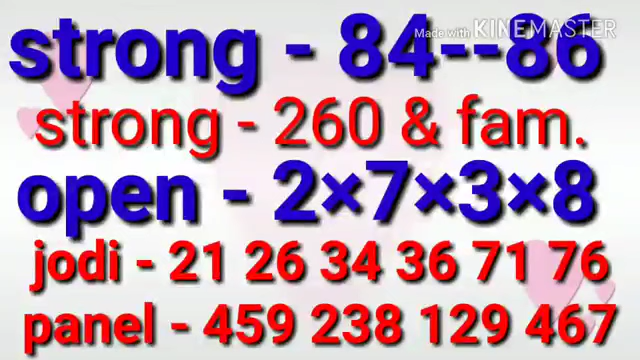 strong - 84--86
Made with KINEMASTER
strong - 260 & fam.
open - 2×7×3×8
jodi - 21 26 34 36 71 76
panel - 459 238 129 467